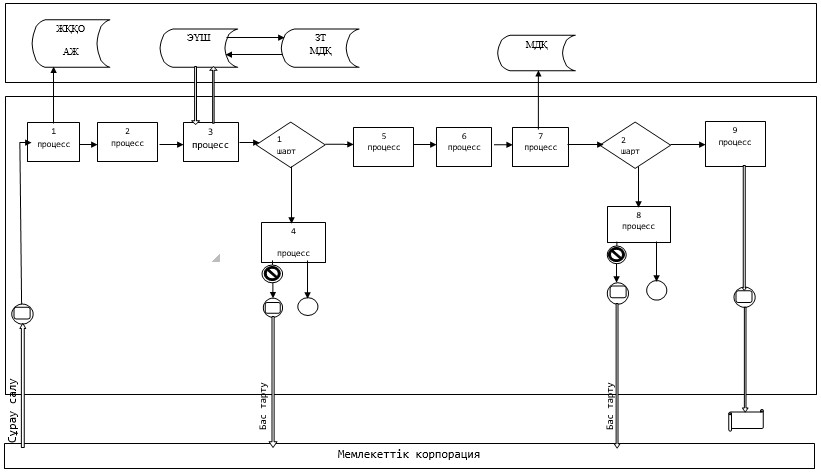 ЖҚҚО
АЖ
ЭҮШ
ЗТ
МДҚ
МДҚ
1
процесс
2
процесс
3
процесс
1
шарт
5
процесс
6
процесс
7
процесс
2
шарт
9
процесс
4
процесс
8
процесс
Сұрау салу
Бас тарту
Бас тарту
Мемлекеттік корпорация